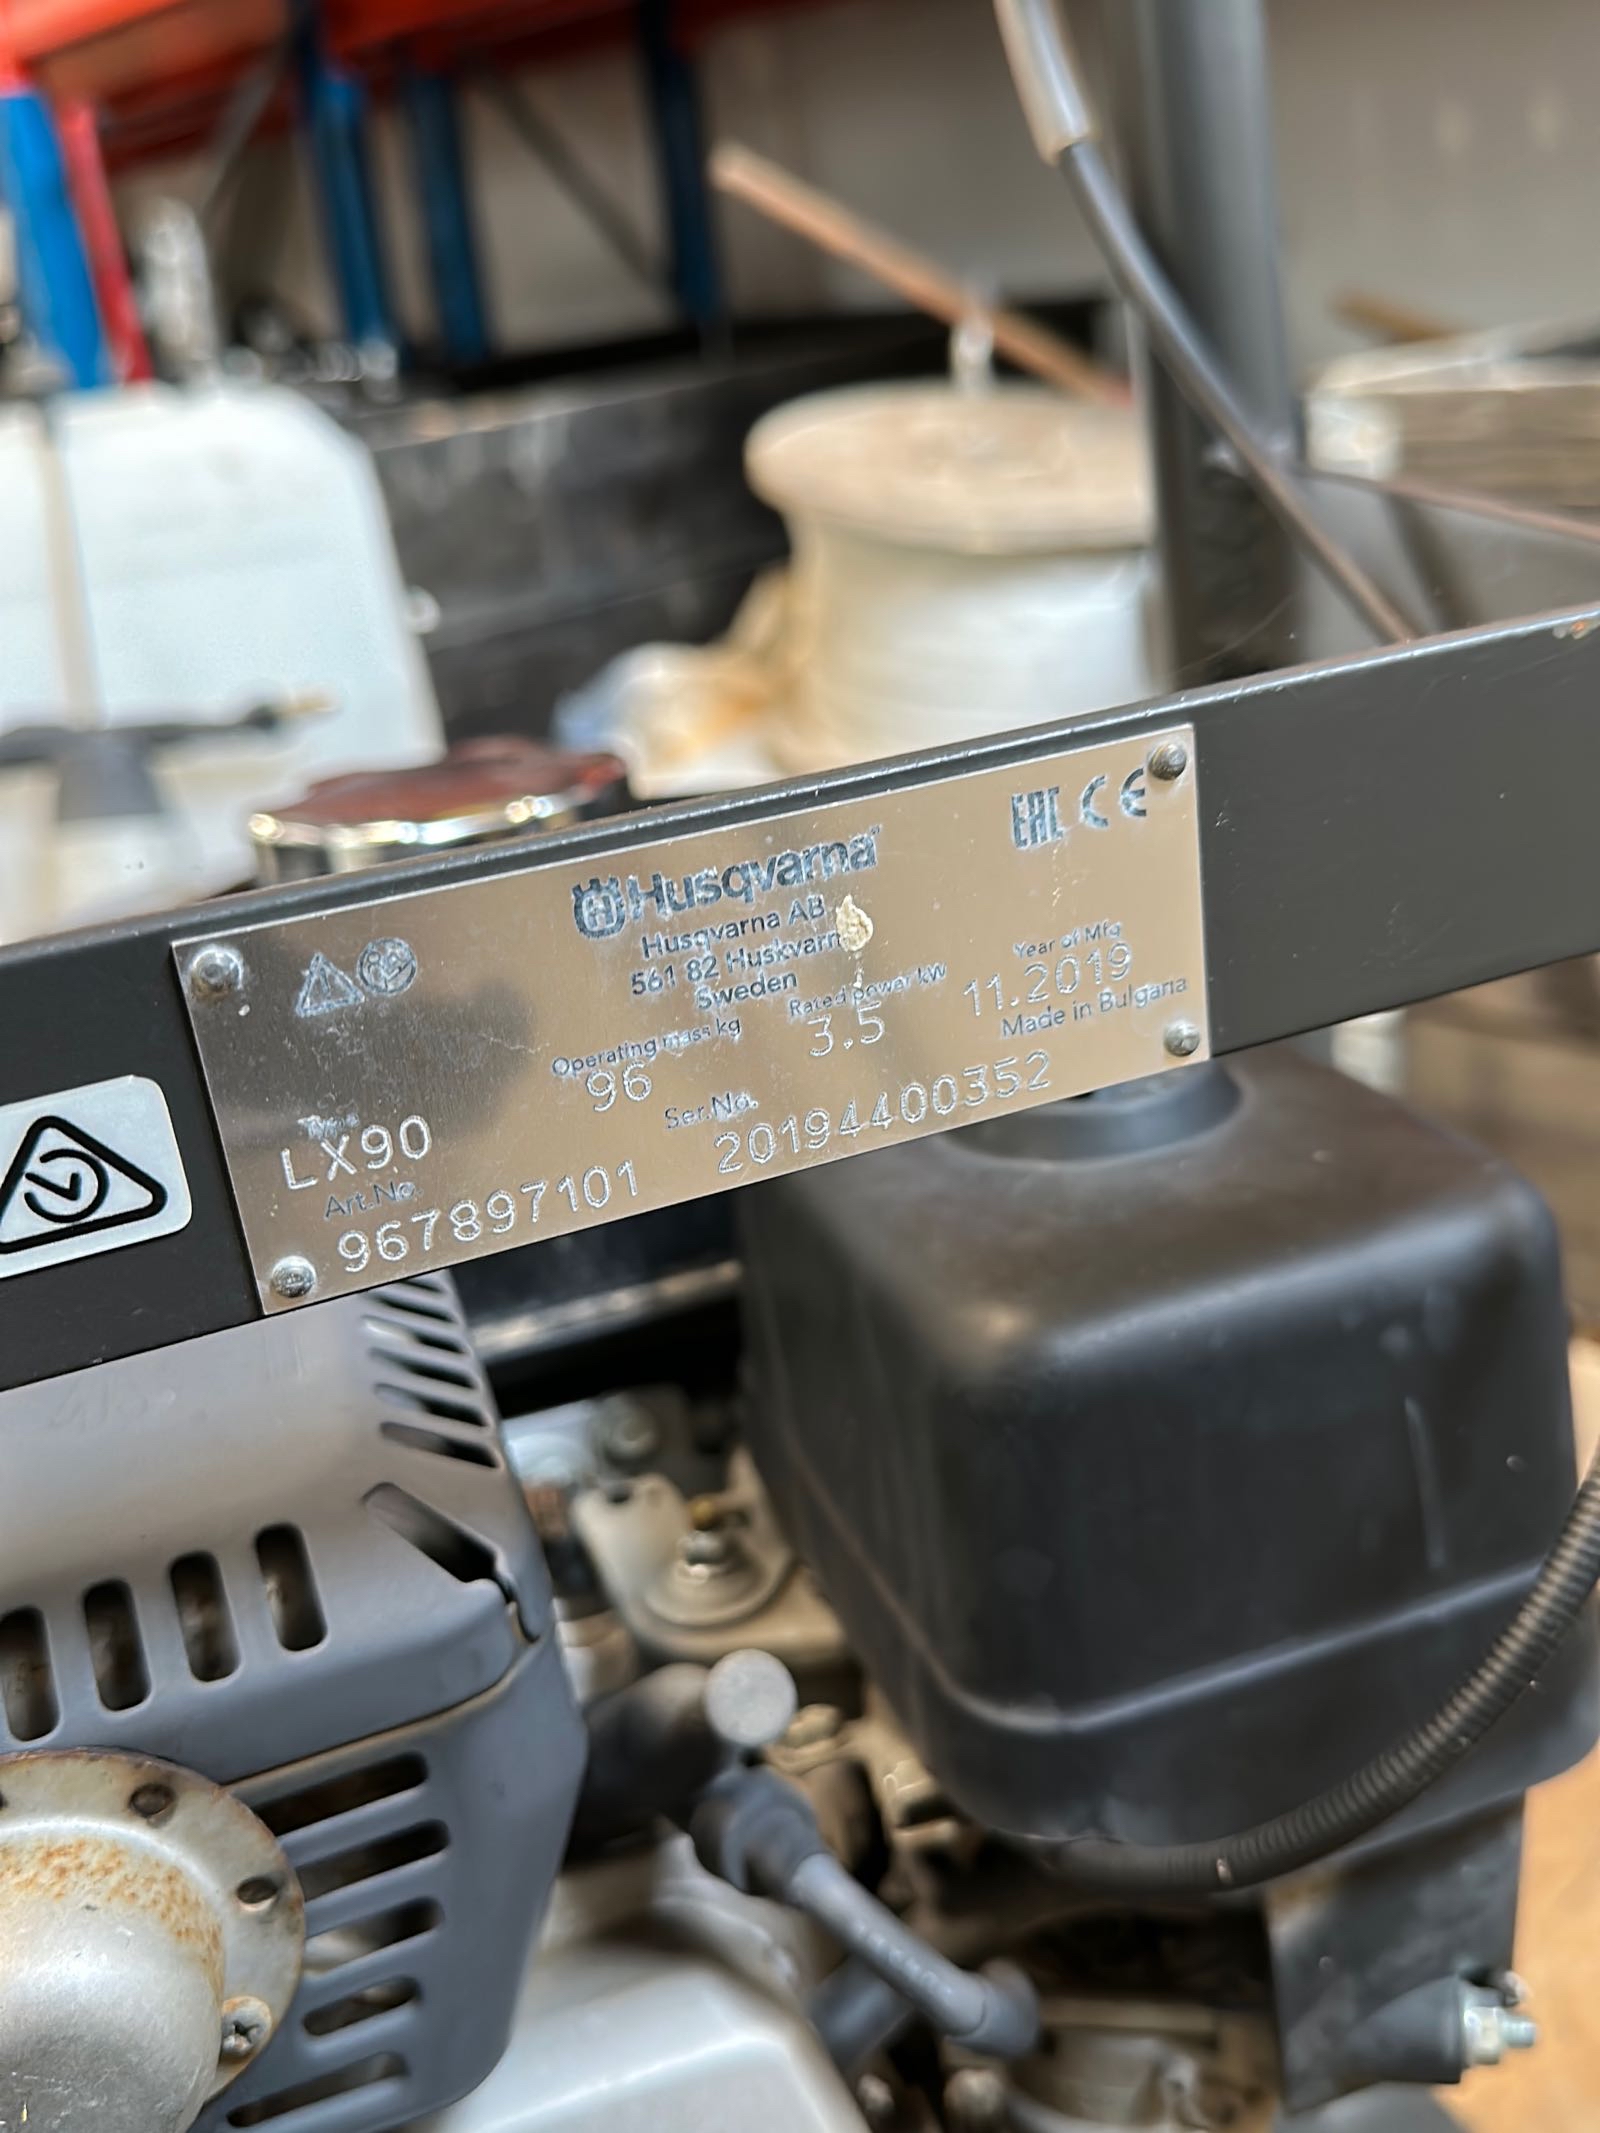 EAC CE
Husqvarna
Husqvarna AB
561 82 Huskvarn
Sweden
Operating mass kg
96
Rated power kW
3.5
Year of Mfg
11.2019
Made in Bulgaria
Type
LX90
Ser.No.
20194400352
Art.No.
967897101